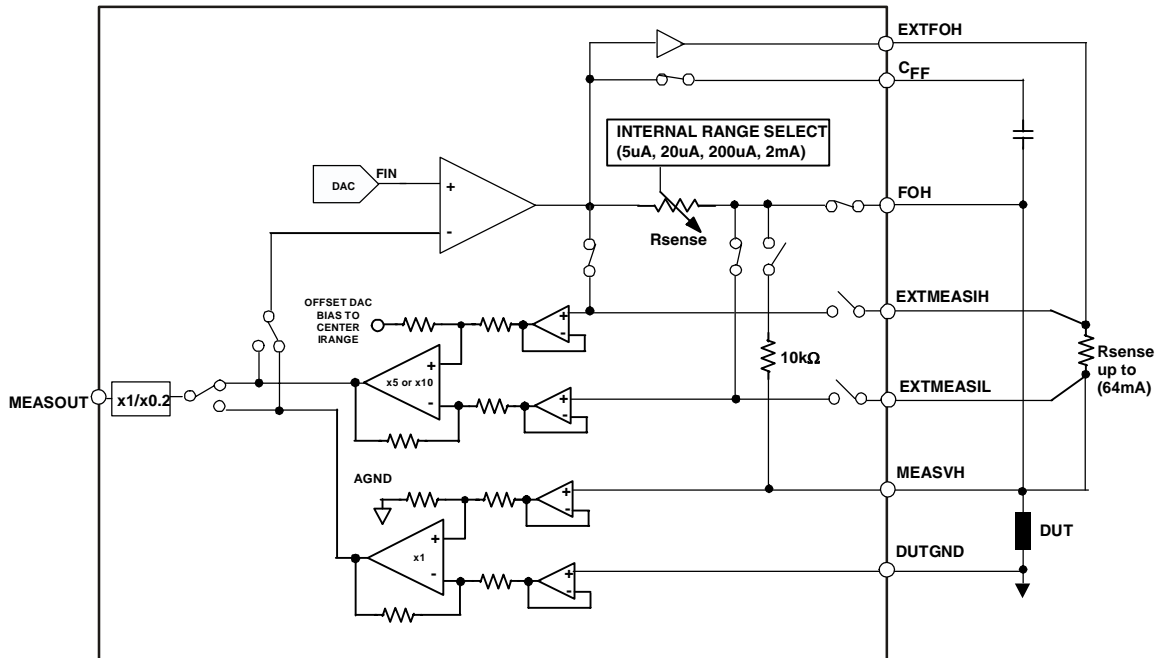 EXTFOH
CFF
INTERNAL RANGE SELECT
(5uA, 20uA, 200uA, 2mA)
DAC
FIN
+
-
FOH
Rsense
OFFSET DAC
BIAS TO
CENTER
IRANGE
+
-
EXTMEASIH
+
x5 or x10
-
10kΩ
Rsense
up to
(64mA)
MEASOUT
x1/x0.2
+
-
EXTMEASIL
AGND
+
-
MEASVH
+
x1
-
DUT
+
-
DUTGND